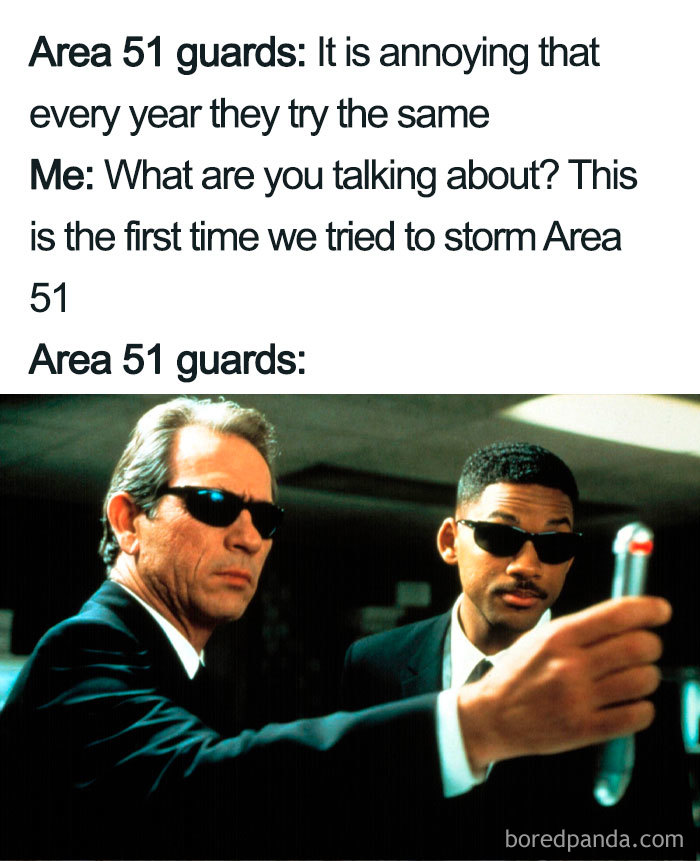 Area 51 guards: It is annoying that
every year they try the same
Me: What are you talking about? This
is the first time we tried to storm Area
51
Area 51 guards:
boredpanda.com